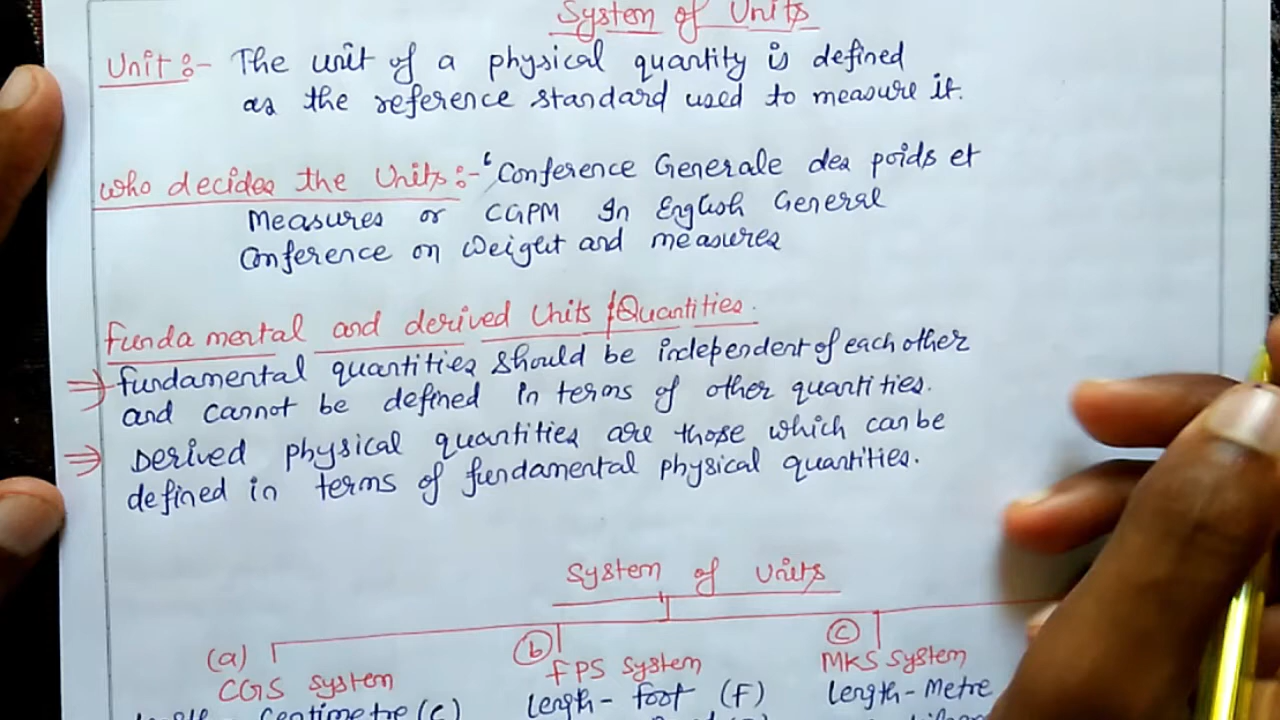 System of Units
Unit :- The unit of a physical quantity is defined
as the reference standard used to measure it.
who decides the Units :- ‘Conference Generale des poids et
Measures or CGPM In English General
Conference on Weight and measures
fundamental and derived Units / Quantities.
⇒ fundamental quantities should be independent of each other
and cannot be defined in terms of other quantities.
⇒ Derived physical quantities are those which can be
defined in terms of fundamental physical quantities.
System of Units
(a) (b) (c)
CGS System FPS System MKS System
Centimetre (C) Length - foot (F) Length - Metre